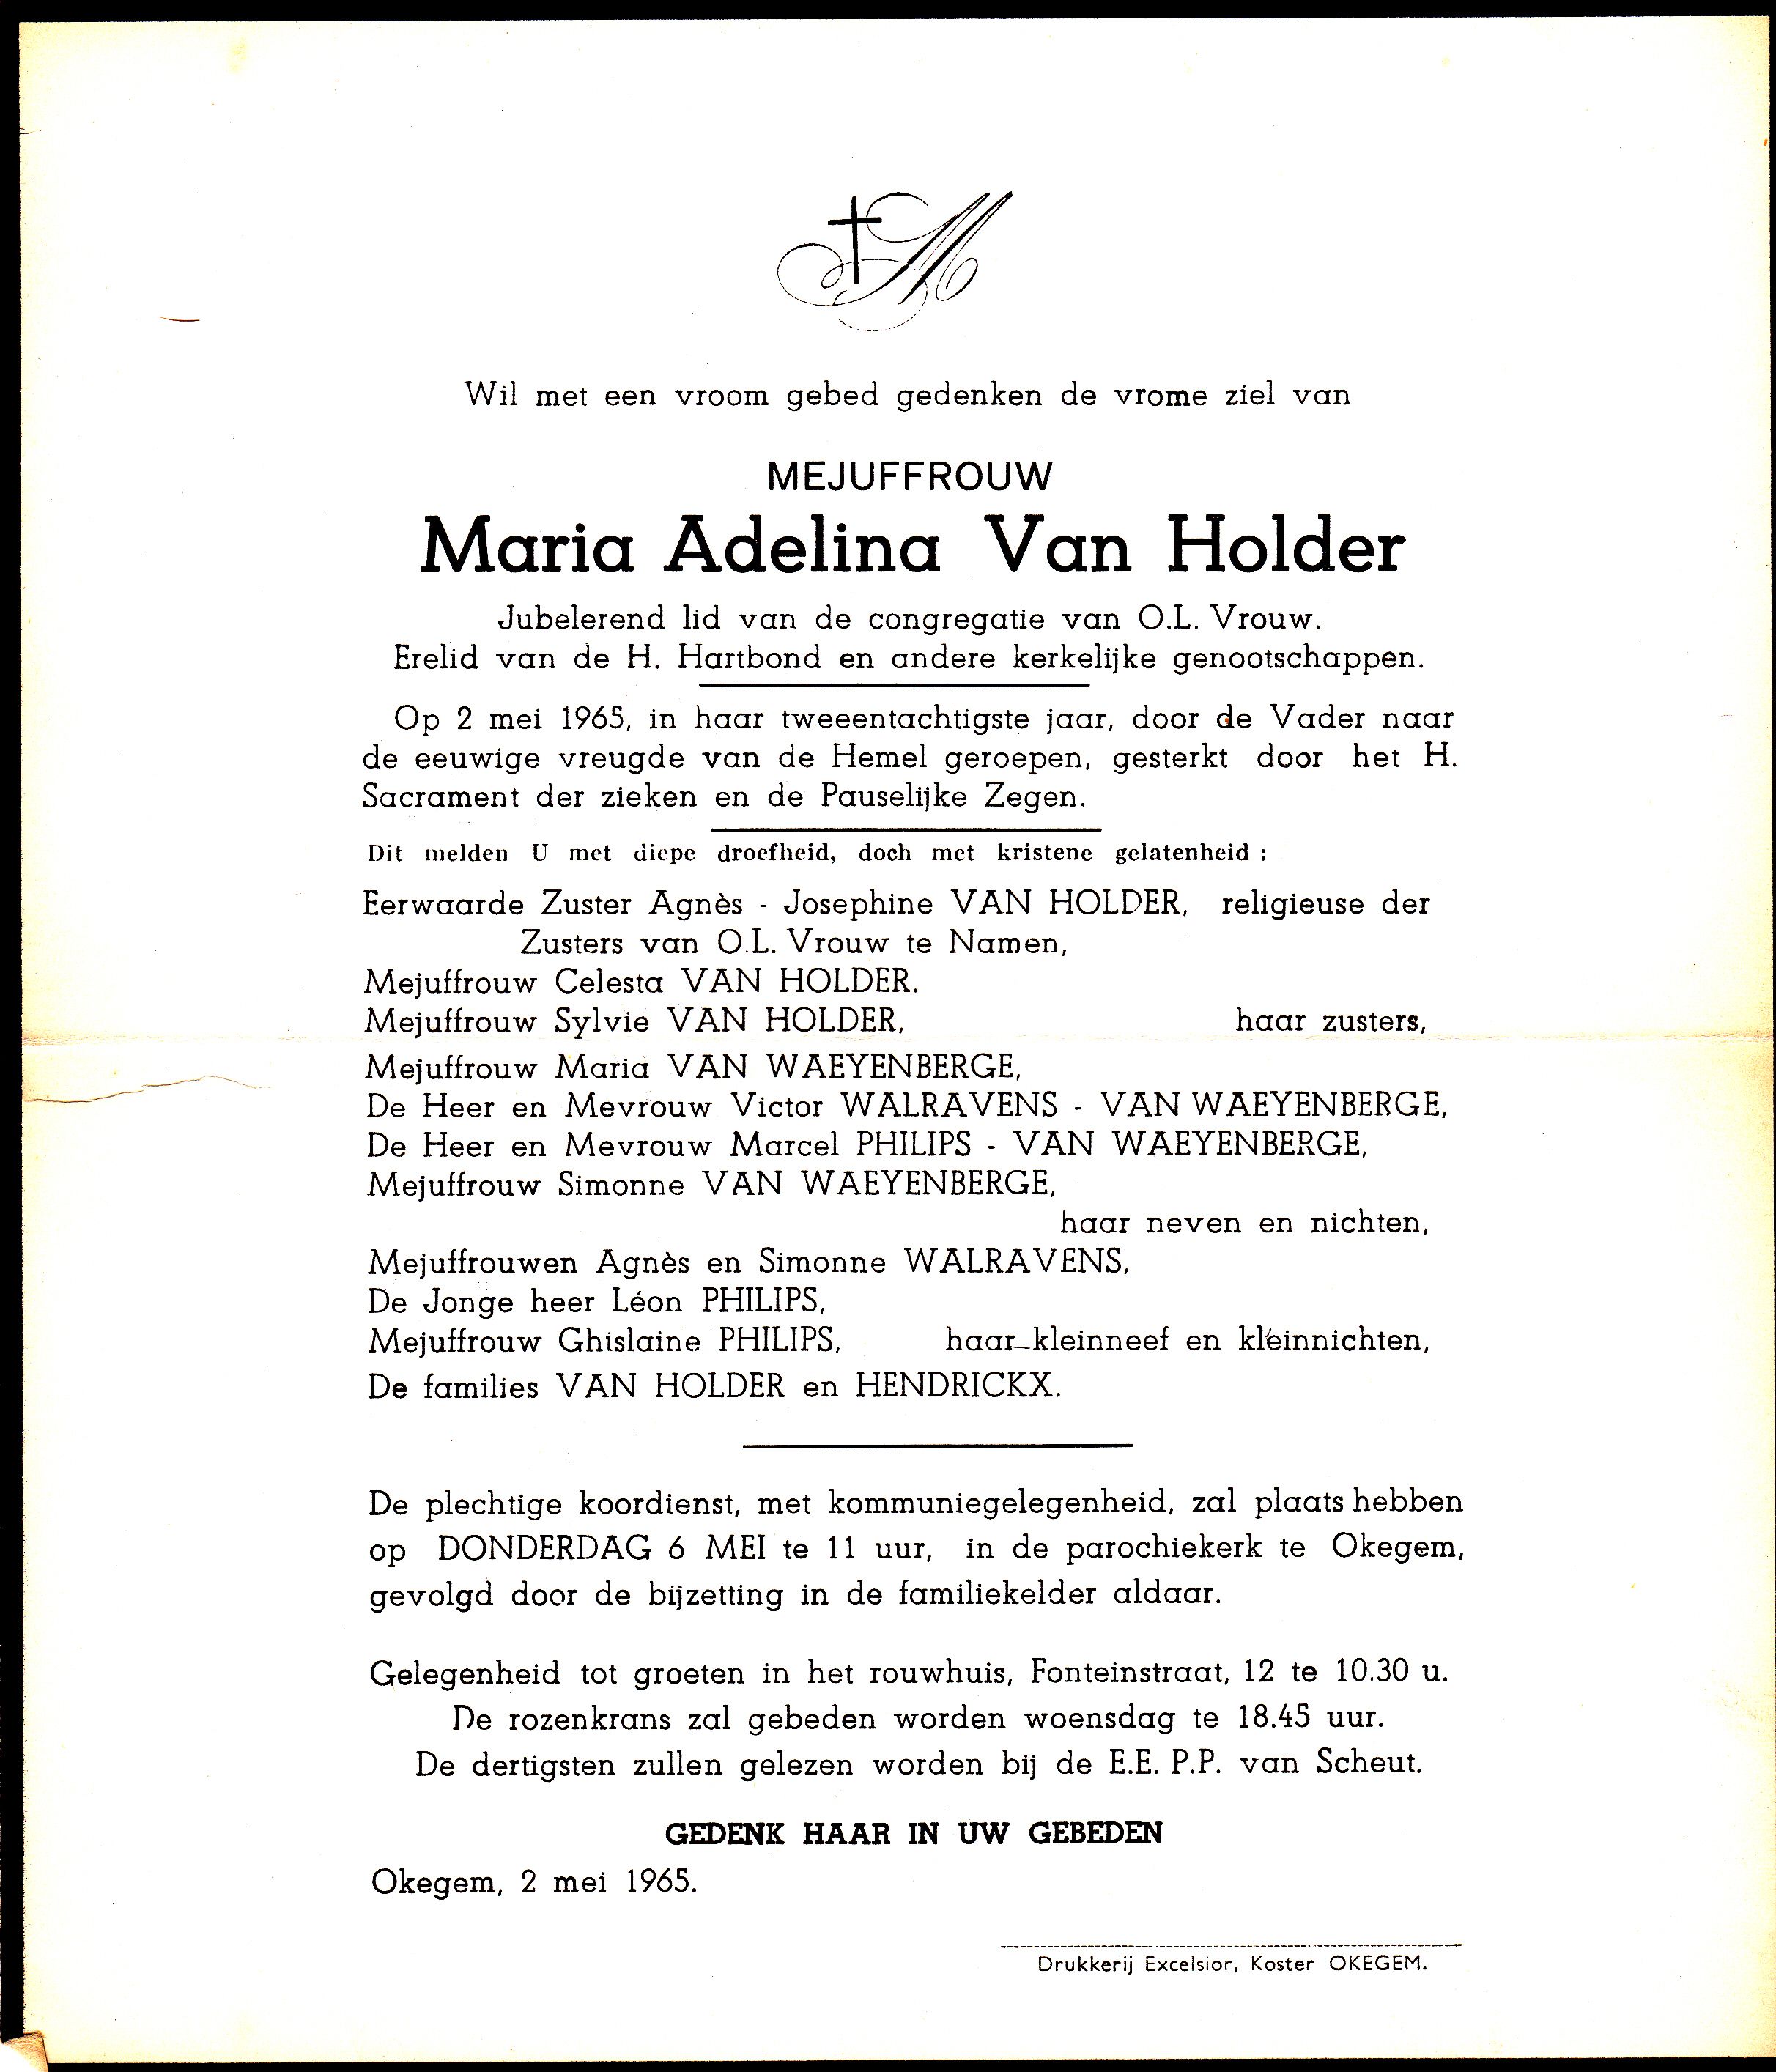 M
Wil met een vroom gebed gedenken de vrome ziel van
MEJUFFROUW
Maria Adelina Van Holder
Jubelerend lid van de congregatie van O.L. Vrouw.
Erelid van de H. Hartbond en andere kerkelijke genootschappen.
Op 2 mei 1965, in haar tweeentachtigste jaar, door de Vader naar
de eeuwige vreugde van de Hemel geroepen, gesterkt door het H.
Sacrament der zieken en de Pauselijke Zegen.
Dit melden U met diepe droefheid, doch met kristene gelatenheid :
Eerwaarde Zuster Agnès - Josephine VAN HOLDER, religieuse der
Zusters van O.L. Vrouw te Namen,
Mejuffrouw Celesta VAN HOLDER.
Mejuffrouw Sylvie VAN HOLDER, haar zusters,
Mejuffrouw Maria VAN WAEYENBERGE,
De Heer en Mevrouw Victor WALRAVENS - VAN WAEYENBERGE,
De Heer en Mevrouw Marcel PHILIPS - VAN WAEYENBERGE,
Mejuffrouw Simonne VAN WAEYENBERGE,
haar neven en nichten,
Mejuffrouwen Agnès en Simonne WALRAVENS,
De Jonge heer Léon PHILIPS,
Mejuffrouw Ghislaine PHILIPS, haar kleinneef en kleinnichten,
De families VAN HOLDER en HENDRICKX.
De plechtige koordienst, met kommuniegelegenheid, zal plaats hebben
op DONDERDAG 6 MEI te 11 uur, in de parochiekerk te Okegem,
gevolgd door de bijzetting in de familiekelder aldaar.
Gelegenheid tot groeten in het rouwhuis, Fonteinstraat, 12 te 10.30 u.
De rozenkrans zal gebeden worden woensdag te 18.45 uur.
De dertigsten zullen gelezen worden bij de E.E. P.P. van Scheut.
GEDENK HAAR IN UW GEBEDEN
Okegem, 2 mei 1965.
Drukkerij Excelsior, Koster OKEGEM.